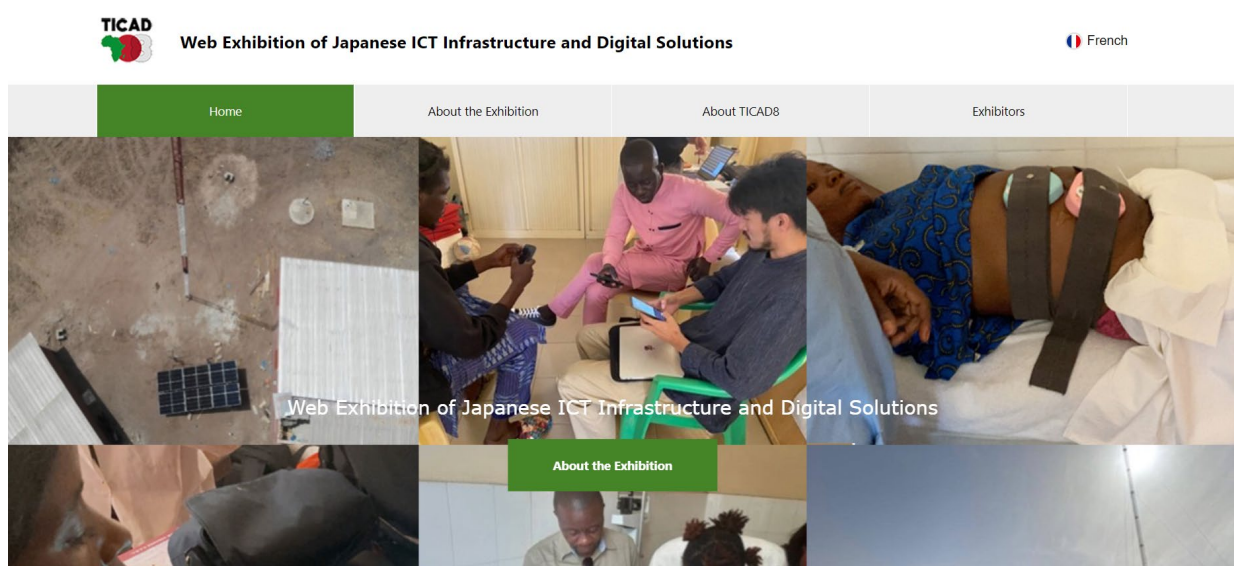 TICAD
Web Exhibition of Japanese ICT Infrastructure and Digital Solutions
French
Home
About the Exhibition
About TICAD8
Exhibitors
Web Exhibition of Japanese ICT Infrastructure and Digital Solutions
About the Exhibition